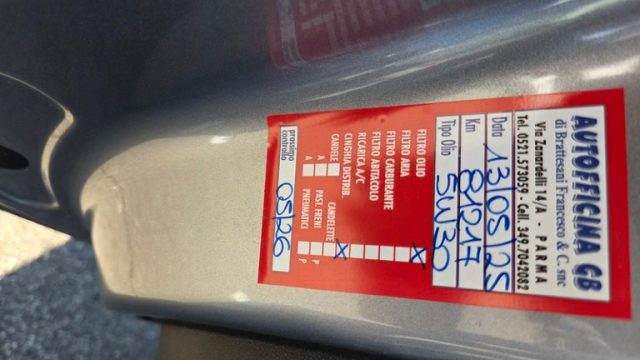 AUTOFFICINA GB
di Brattesani Francesco & C. snc
Via Zanardelli 14/A - PARMA
Tel. 0521.573059 - Cell. 349.7042082
Data 13/05/25
Km 81217
Tipo Olio 5W30
FILTRO OLIO X
FILTRO ARIA
FILTRO CARBURANTE
FILTRO ABITACOLO
RICARICA A/C
CINGHIA DISTRIB. X
CANDELE CANDELETTE
A PAST. FRENI P
A PNEUMATICI P
prossimo controllo 05/26